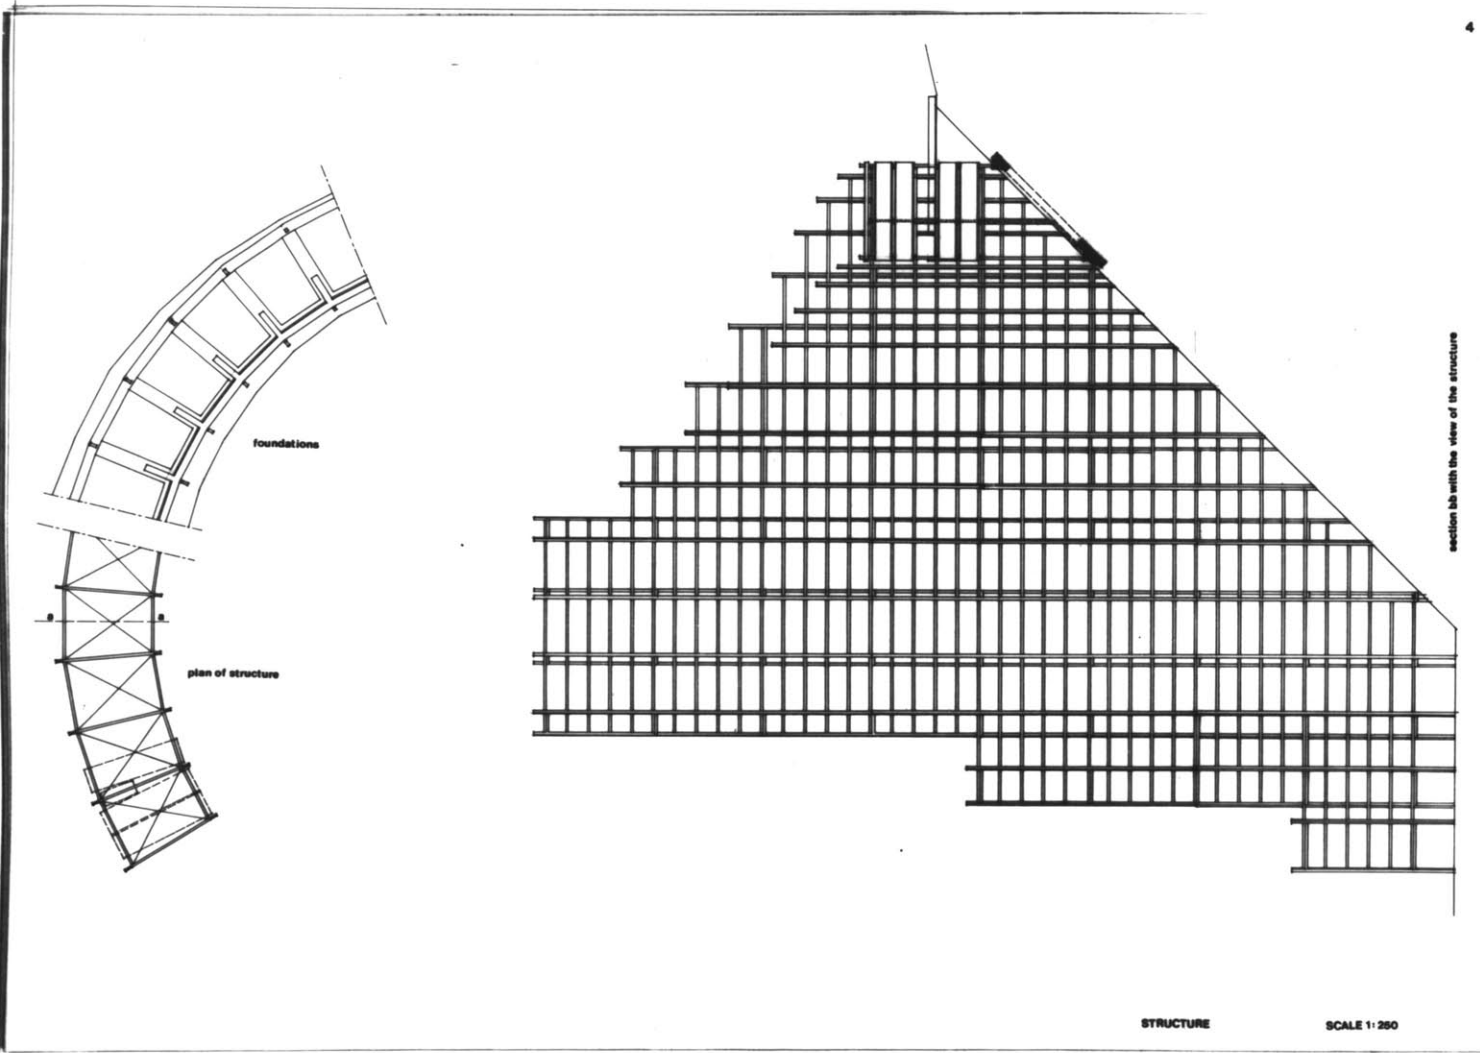 4
foundations
a a
plan of structure
section bb with the view of the structure
STRUCTURE SCALE 1:250